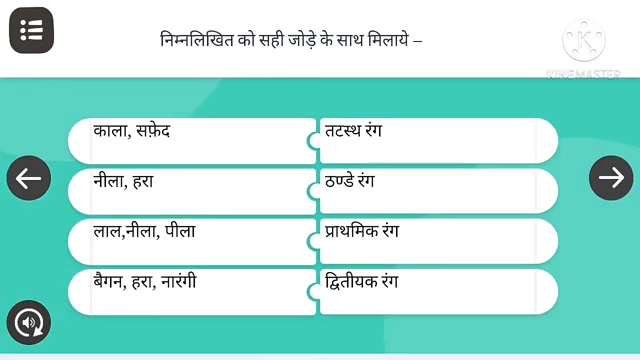 निम्नलिखित को सही जोड़े के साथ मिलाये –
KINEMASTER
काला, सफ़ेद
तटस्थ रंग
नीला, हरा
ठण्डे रंग
लाल,नीला, पीला
प्राथमिक रंग
बैगन, हरा, नारंगी
द्वितीयक रंग